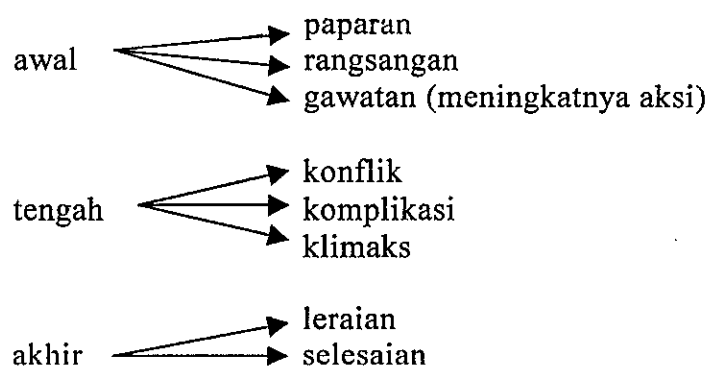 paparan
awal
rangsangan
gawatan (meningkatnya aksi)
konflik
tengah
komplikasi
klimaks
leraian
akhir
selesaian